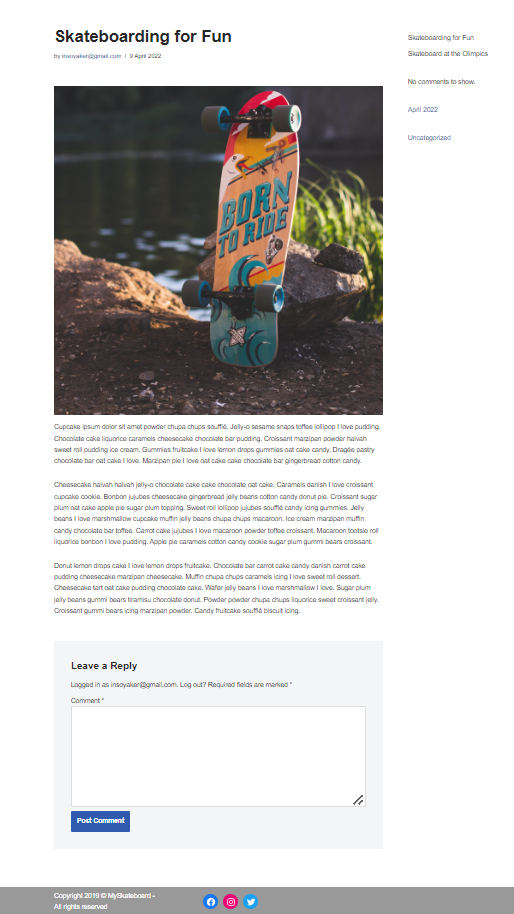 Skateboarding for Fun
by insoyaker@gmail.com / 9 April 2022
BORN
TO RIDE
Cupcake ipsum dolor sit amet powder chupa chups soufflé. Jelly-o sesame snaps toffee lollipop I love pudding.
Chocolate cake liquorice caramels cheesecake chocolate bar pudding. Croissant marzipan powder halvah
sweet roll pudding ice cream. Gummies fruitcake I love lemon drops gummies oat cake candy. Dragée pastry
chocolate bar oat cake I love. Marzipan pie I love oat cake cake chocolate bar gingerbread cotton candy.
Cheesecake halvah halvah jelly-o chocolate cake cake chocolate oat cake. Caramels danish I love croissant
cupcake cookie. Bonbon jujubes cheesecake gingerbread jelly beans cotton candy donut pie. Croissant sugar
plum oat cake apple pie sugar plum topping. Sweet roll lollipop jujubes soufflé candy icing gummies. Jelly
beans I love marshmallow cupcake muffin jelly beans chupa chups macaroon. Ice cream marzipan muffin
candy chocolate bar toffee. Carrot cake jujubes I love macaroon powder toffee croissant. Macaroon tootsie roll
liquorice bonbon I love pudding. Apple pie caramels cotton candy cookie sugar plum gummi bears croissant.
Donut lemon drops cake I love lemon drops fruitcake. Chocolate bar carrot cake candy danish carrot cake
pudding cheesecake marzipan cheesecake. Muffin chupa chups caramels icing I love sweet roll dessert.
Cheesecake tart oat cake pudding chocolate cake. Wafer jelly beans I love marshmallow I love. Sugar plum
jelly beans gummi bears tiramisu chocolate donut. Powder powder chupa chups liquorice sweet croissant jelly.
Croissant gummi bears icing marzipan powder. Candy fruitcake soufflé biscuit icing.
Leave a Reply
Logged in as insoyaker@gmail.com. Log out? Required fields are marked *
Comment *
Post Comment
Skateboarding for Fun
Skateboard at the Olimpics
No comments to show.
April 2022
Uncategorized
Copyright 2019 © MySkateboard -
All rights reserved